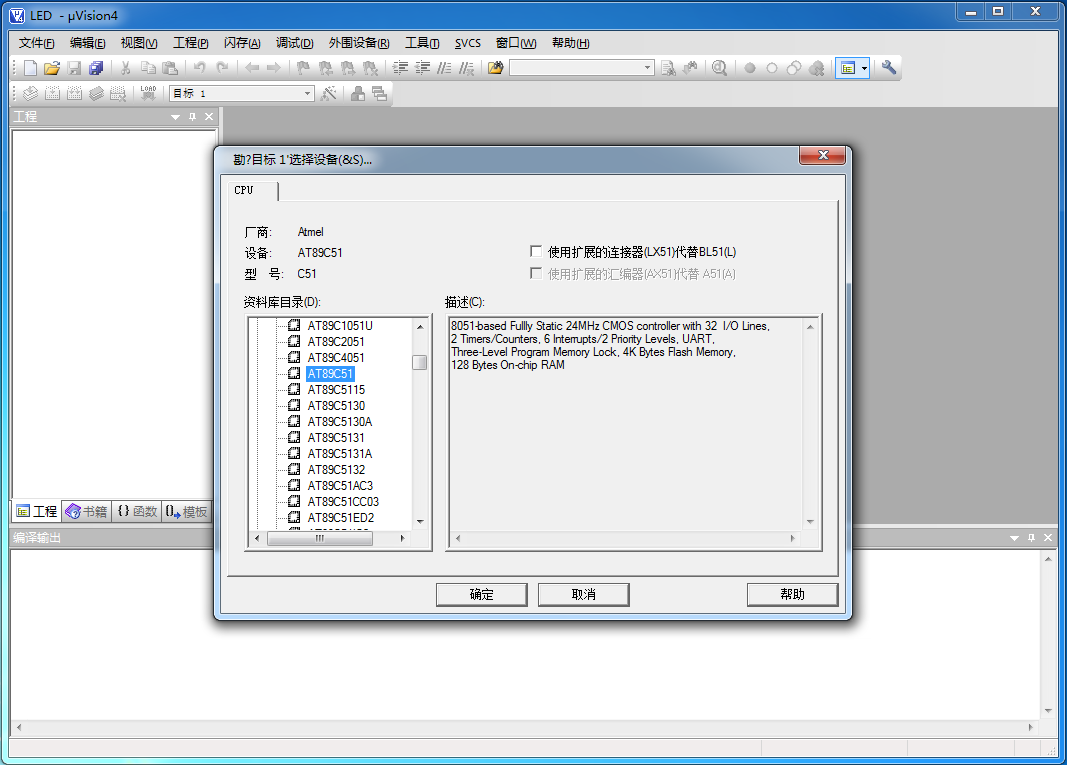 LED - µVision4
文件(F) 编辑(E) 视图(V) 工程(P) 闪存(A) 调试(D) 外围设备(R) 工具(T) SVCS 窗口(W) 帮助(H)
LOAD
目标 1
工程
勘?目标 1'选择设备(&S)...
CPU
厂商: Atmel
设备: AT89C51
型 号: C51
使用扩展的连接器(LX51)代替BL51(L)
使用扩展的汇编器(AX51)代替 A51(A)
资料库目录(D):
AT89C1051U
AT89C2051
AT89C4051
AT89C51
AT89C5115
AT89C5130
AT89C5130A
AT89C5131
AT89C5131A
AT89C5132
AT89C51AC3
AT89C51CC03
AT89C51ED2
描述(C):
8051-based Fullly Static 24MHz CMOS controller with 32 I/O Lines,
2 Timers/Counters, 6 Interrupts/2 Priority Levels, UART,
Three-Level Program Memory Lock, 4K Bytes Flash Memory,
128 Bytes On-chip RAM
确定 取消 帮助
工程 书籍 {} 函数 0 模板
编译输出